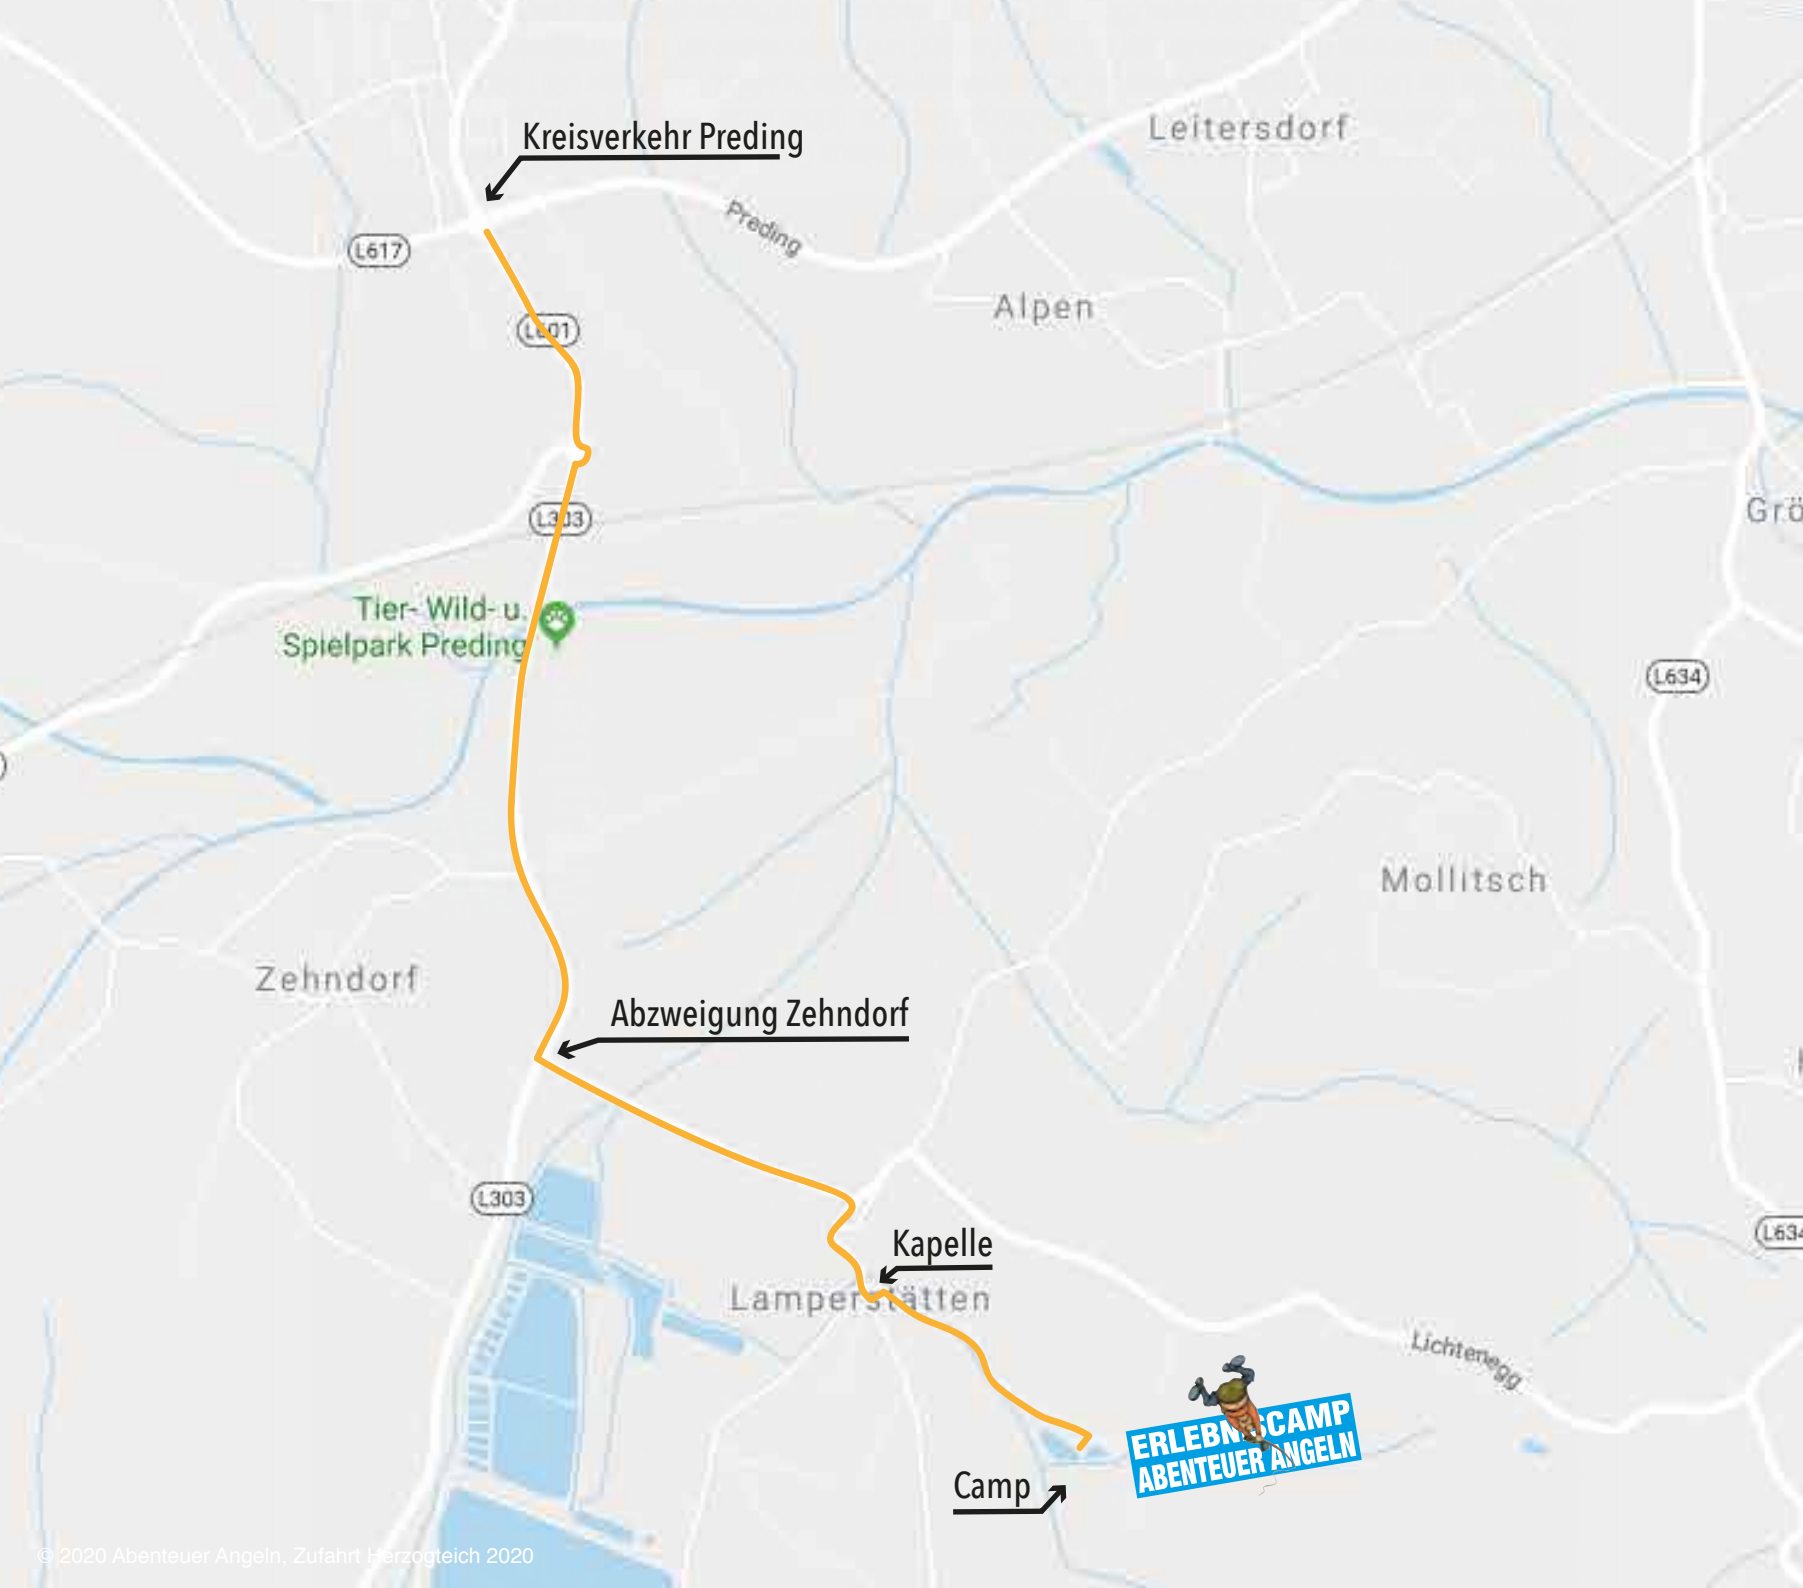 Kreisverkehr Preding
Leitersdorf
Preding
L617
Alpen
L601
Grö
L303
Tier- Wild- u.
Spielpark Preding
L634
Mollitsch
Zehndorf
Abzweigung Zehndorf
L303
L634
Kapelle
Lamperstätten
Lichtenegg
ERLEBNISCAMP
ABENTEUER ANGELN
Camp
© 2020 Abenteuer Angeln, Zufahrt Herzogteich 2020